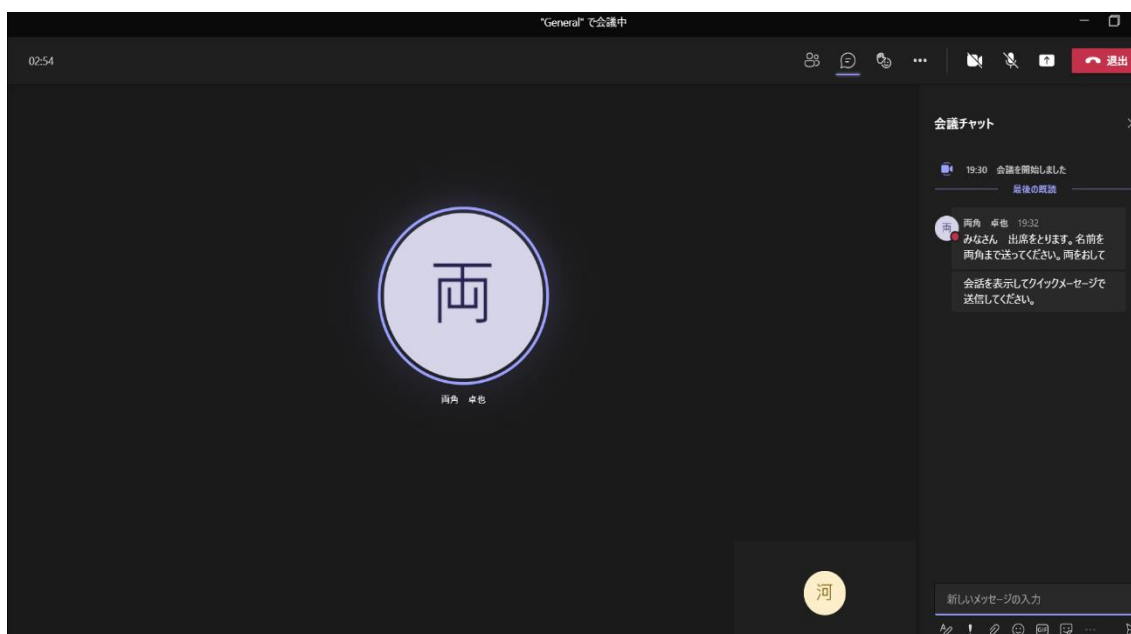 "General" で会議中
02:54
退出
会議チャット
19:30 会議を開始しました
最後の既読
両
両角 卓也 19:32
みなさん 出席をとります。名前を
両角まで送ってください。両をおして
会話を表示してクイックメッセージで
送信してください。
両
両角 卓也
河
新しいメッセージの入力
GIF